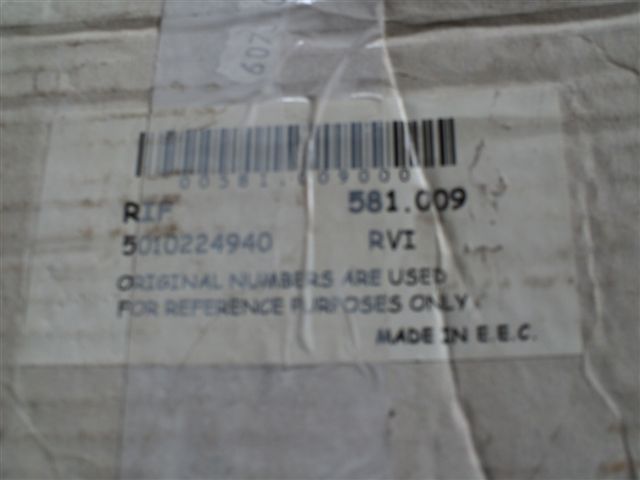 607
00581.009000
RIF 581.009
5010224940 RVI
ORIGINAL NUMBERS ARE USED
FOR REFERENCE PURPOSES ONLY.
MADE IN E.E.C.